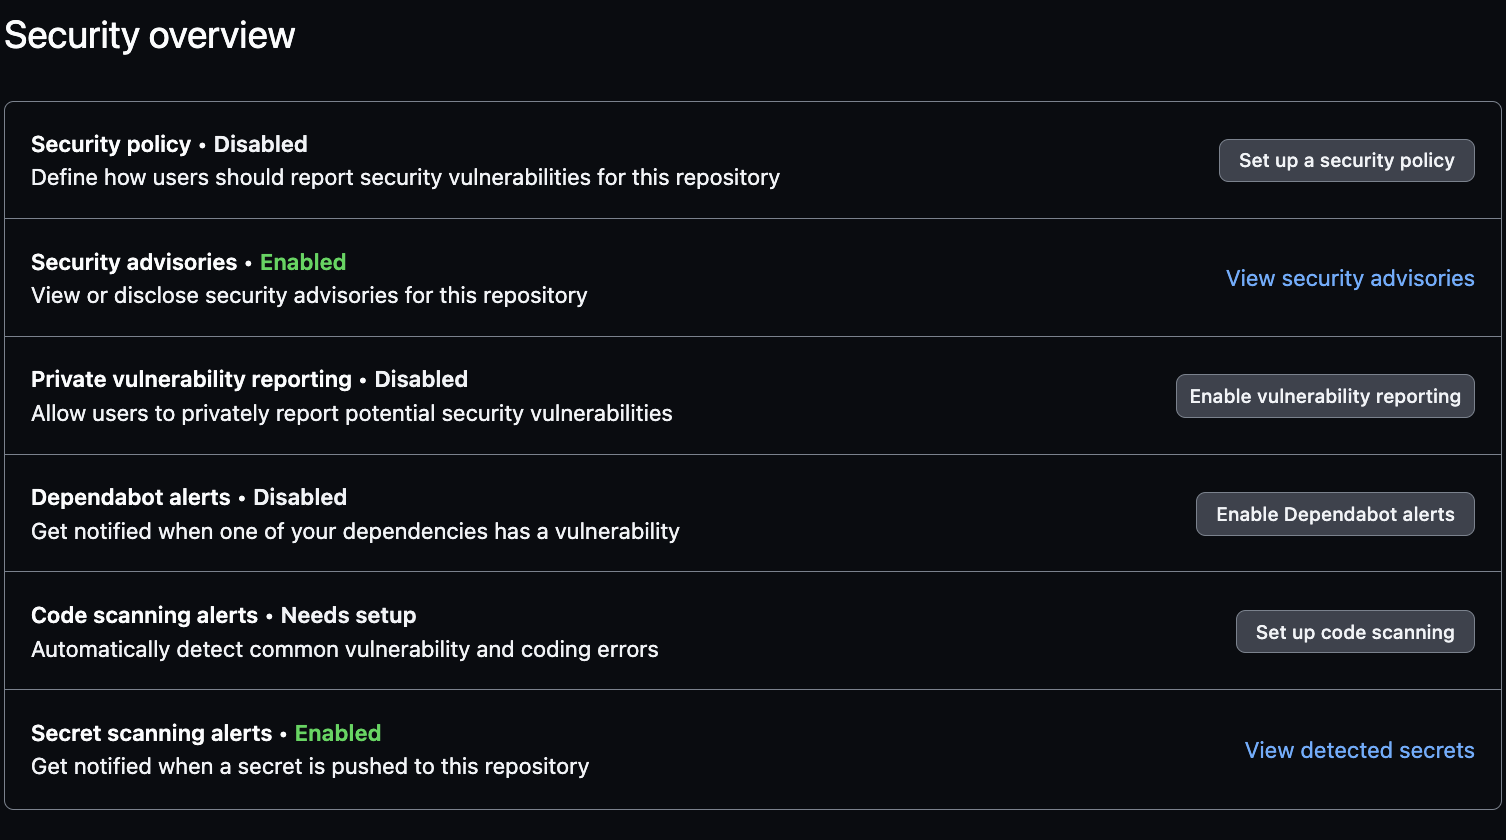 Security overview
Security policy • Disabled
Define how users should report security vulnerabilities for this repository
Set up a security policy
Security advisories • Enabled
View or disclose security advisories for this repository
View security advisories
Private vulnerability reporting • Disabled
Allow users to privately report potential security vulnerabilities
Enable vulnerability reporting
Dependabot alerts • Disabled
Get notified when one of your dependencies has a vulnerability
Enable Dependabot alerts
Code scanning alerts • Needs setup
Automatically detect common vulnerability and coding errors
Set up code scanning
Secret scanning alerts • Enabled
Get notified when a secret is pushed to this repository
View detected secrets